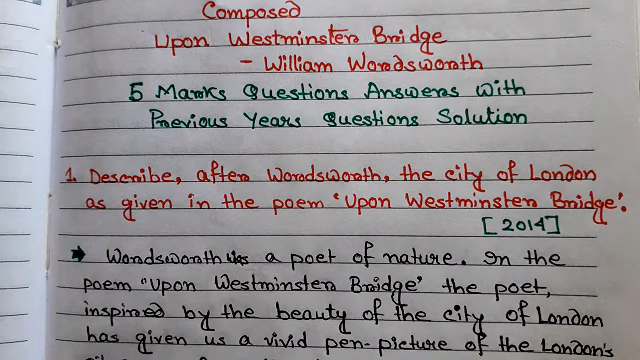 Composed
Upon Westminster Bridge
- William Wordsworth
5 Marks Questions Answers with
Previous Years Questions Solution
1. Describe, after Wordsworth, the city of London
as given in the poem 'Upon Westminster Bridge'.
[2014]
→ Wordsworth was a poet of nature. In the
poem 'Upon Westminster Bridge' the poet,
inspired by the beauty of the city of London
has given us a vivid pen-picture of the London's